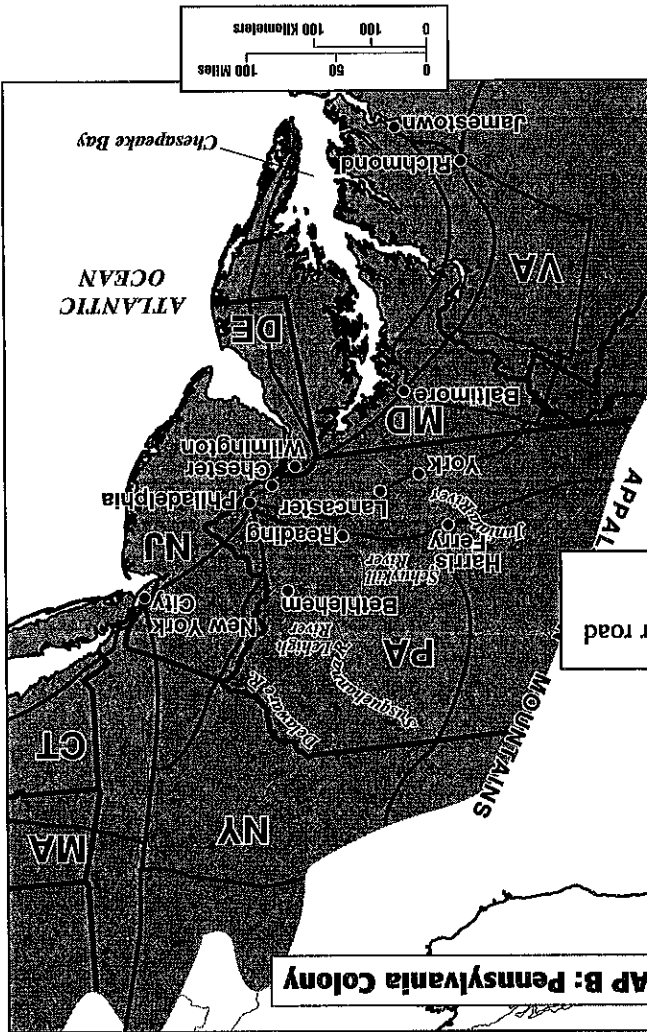 AP B: Pennsylvania Colony
MA
NY
CT
MOUNTAINS
APPAL
r road
Delaware R.
Susquehanna R.
PA
Lehigh
River
New York
City
Bethlehem
Schuylkill
River
NJ
Harris
Ferry
Juniata River
Reading
Philadelphia
Lancaster
Chester
York
Wilmington
MD
Baltimore
DE
ATLANTIC
OCEAN
VA
Richmond
Chesapeake Bay
Jamestown
0 50 100 Miles
0 100 100 Kilometers